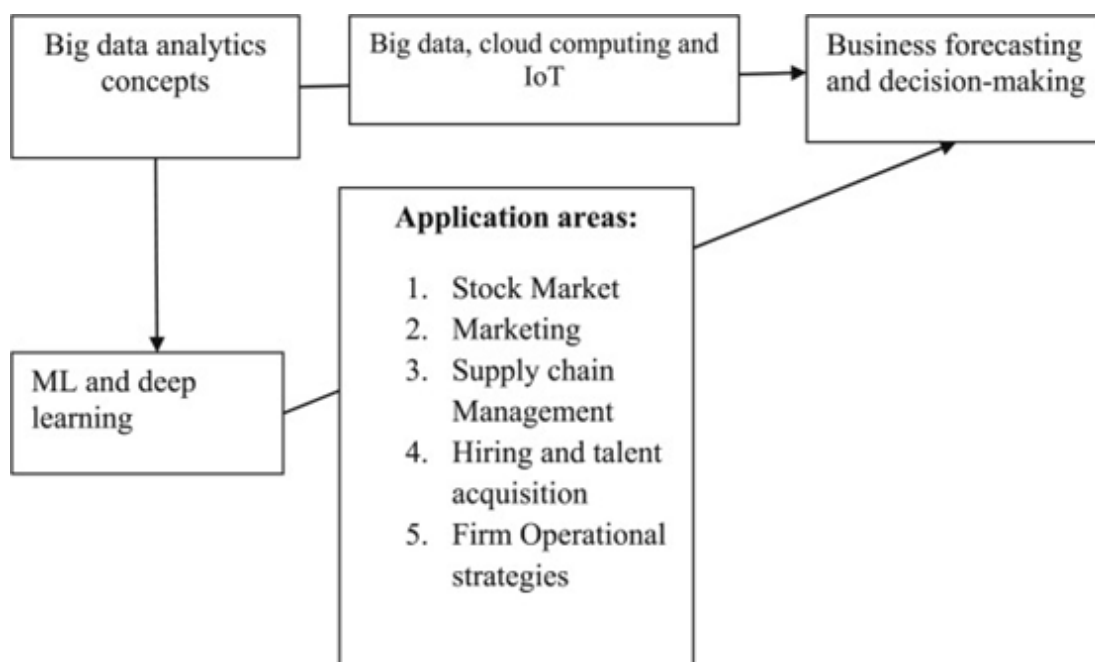 Big data analytics
concepts
Big data, cloud computing and
IoT
Business forecasting
and decision-making
Application areas:
1. Stock Market
2. Marketing
3. Supply chain
Management
4. Hiring and talent
acquisition
5. Firm Operational
strategies
ML and deep
learning